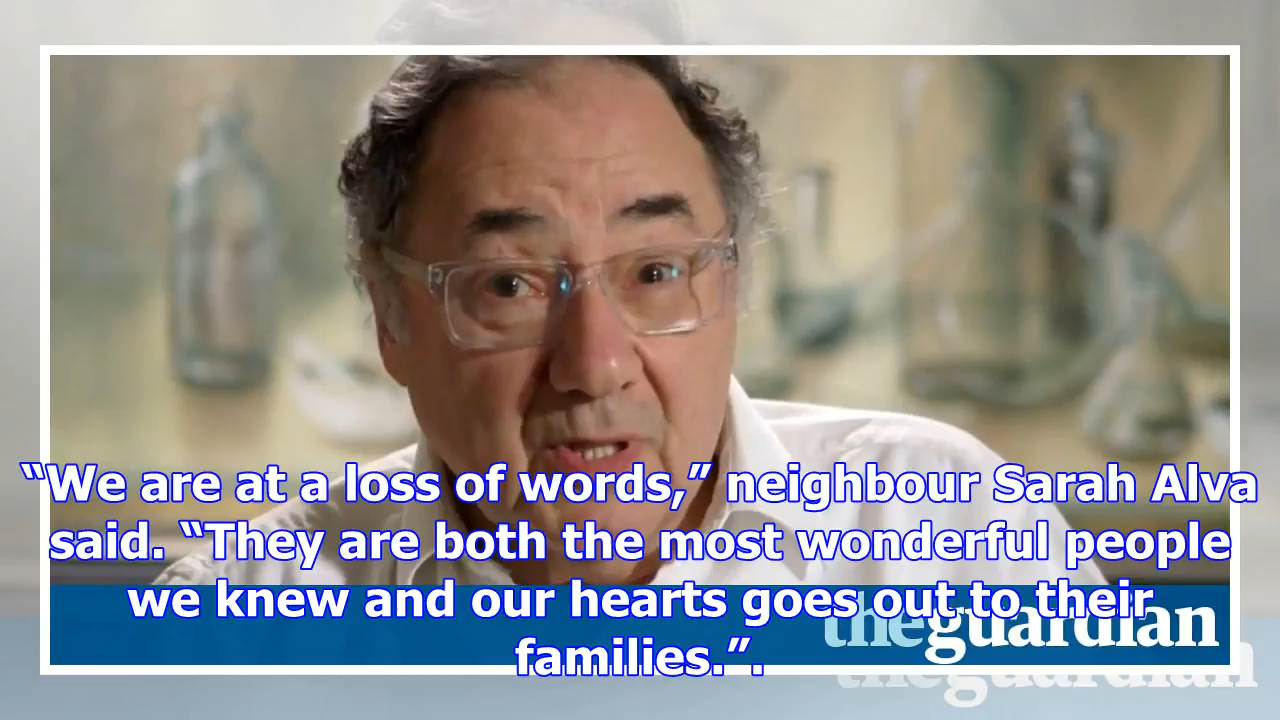 “We are at a loss of words,” neighbour Sarah Alva
said. “They are both the most wonderful people
we knew and our hearts goes out to their
families.”.
theguardian
theguardian